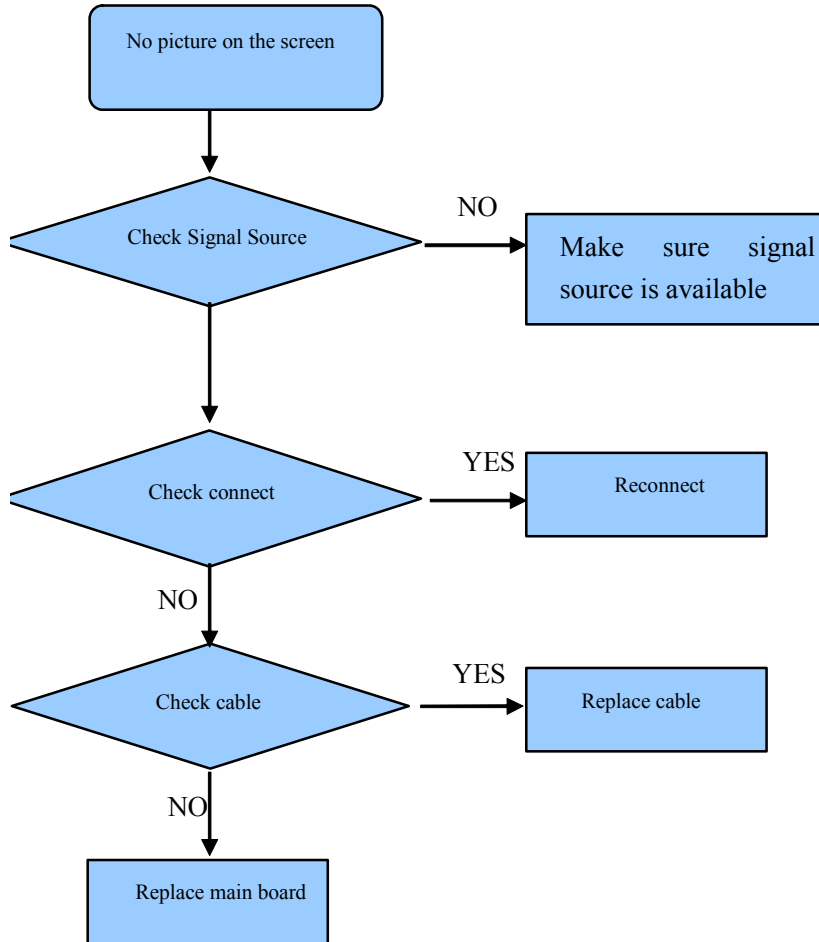 No picture on the screen
Check Signal Source
NO
Make sure signal
source is available
Check connect
YES
Reconnect
NO
Check cable
YES
Replace cable
NO
Replace main board